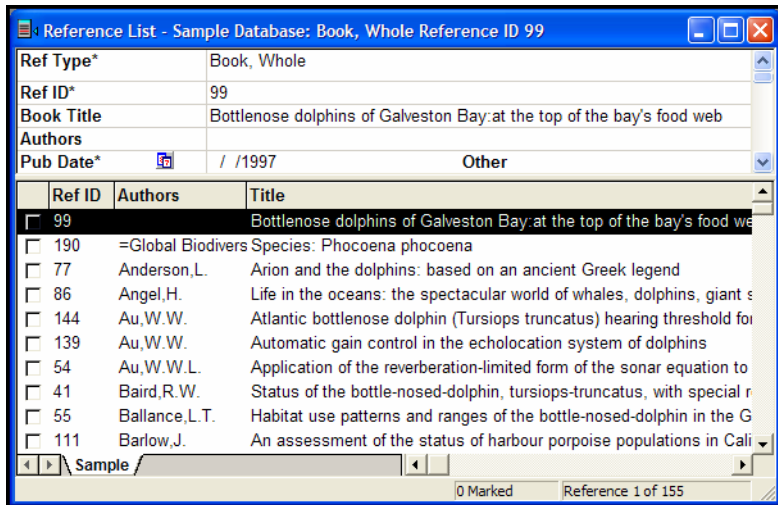 Reference List - Sample Database: Book, Whole Reference ID 99
Ref Type* Book, Whole
Ref ID* 99
Book Title Bottlenose dolphins of Galveston Bay:at the top of the bay's food web
Authors
Pub Date* / /1997 Other
Ref ID Authors Title
99 Bottlenose dolphins of Galveston Bay:at the top of the bay's food we
190 =Global Biodivers Species: Phocoena phocoena
77 Anderson,L. Arion and the dolphins: based on an ancient Greek legend
86 Angel,H. Life in the oceans: the spectacular world of whales, dolphins, giant s
144 Au,W.W. Atlantic bottlenose dolphin (Tursiops truncatus) hearing threshold for
139 Au,W.W. Automatic gain control in the echolocation system of dolphins
54 Au,W.W.L. Application of the reverberation-limited form of the sonar equation to
41 Baird,R.W. Status of the bottle-nosed-dolphin, tursiops-truncatus, with special r
55 Ballance,L.T. Habitat use patterns and ranges of the bottle-nosed-dolphin in the G
111 Barlow,J. An assessment of the status of harbour porpoise populations in Cali
Sample
0 Marked Reference 1 of 155